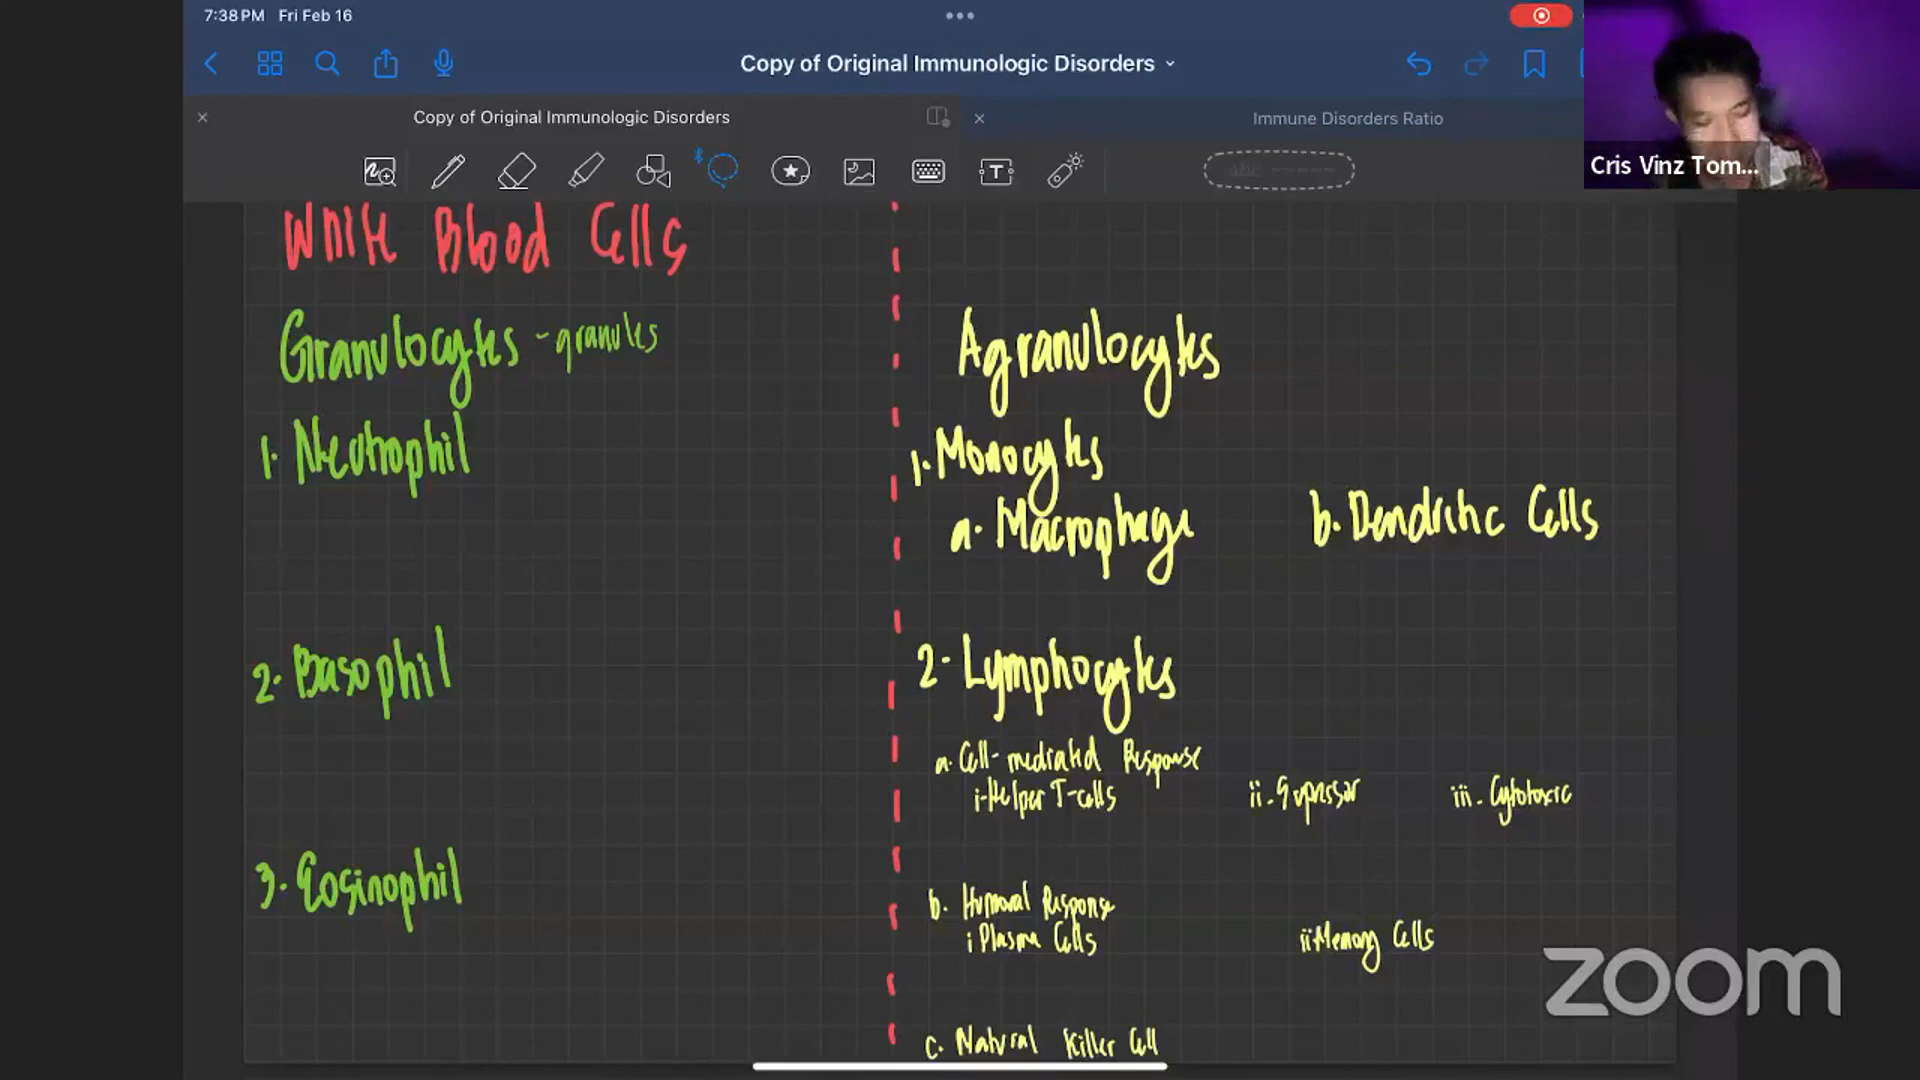 7:38 PM Fri Feb 16
Copy of Original Immunologic Disorders
Copy of Original Immunologic Disorders
Immune Disorders Ratio
Cris Vinz Tom...
White Blood Cells
Granulocytes - granules
1. Neutrophil
2. Basophil
3. Eosinophil
Agranulocytes
1. Monocytes
a. Macrophage
b. Dendritic Cells
2. Lymphocytes
a. Cell-mediated Response
i. Helper T-cells
ii. Supressor
iii. Cytotoxic
b. Humoral Response
i Plasma Cells
ii Memory Cells
c. Natural Killer Cell
zoom